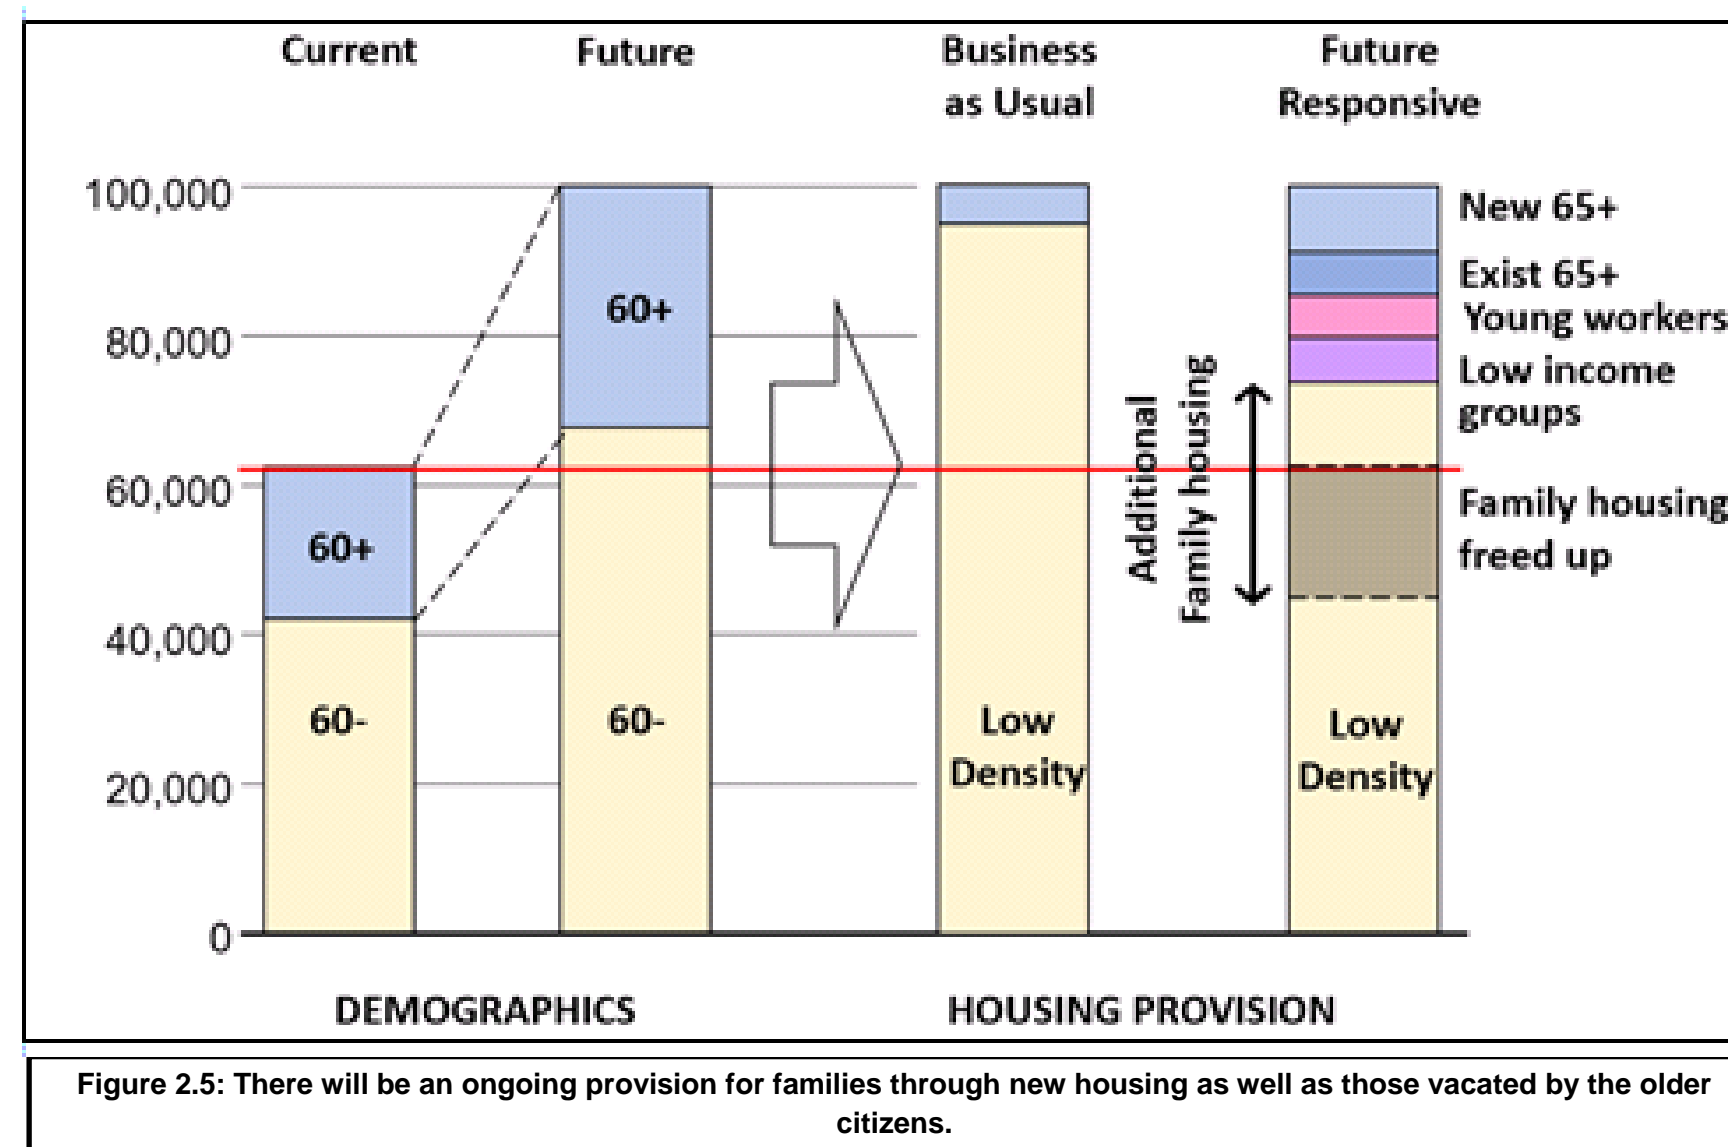 Current
Future
Business
as Usual
Future
Responsive
100,000
80,000
60,000
40,000
20,000
0
60+
60-
60+
60-
Low
Density
Additional
Family housing
Low
Density
New 65+
Exist 65+
Young workers
Low income
groups
Family housing
freed up
DEMOGRAPHICS
HOUSING PROVISION
Figure 2.5: There will be an ongoing provision for families through new housing as well as those vacated by the older
citizens.